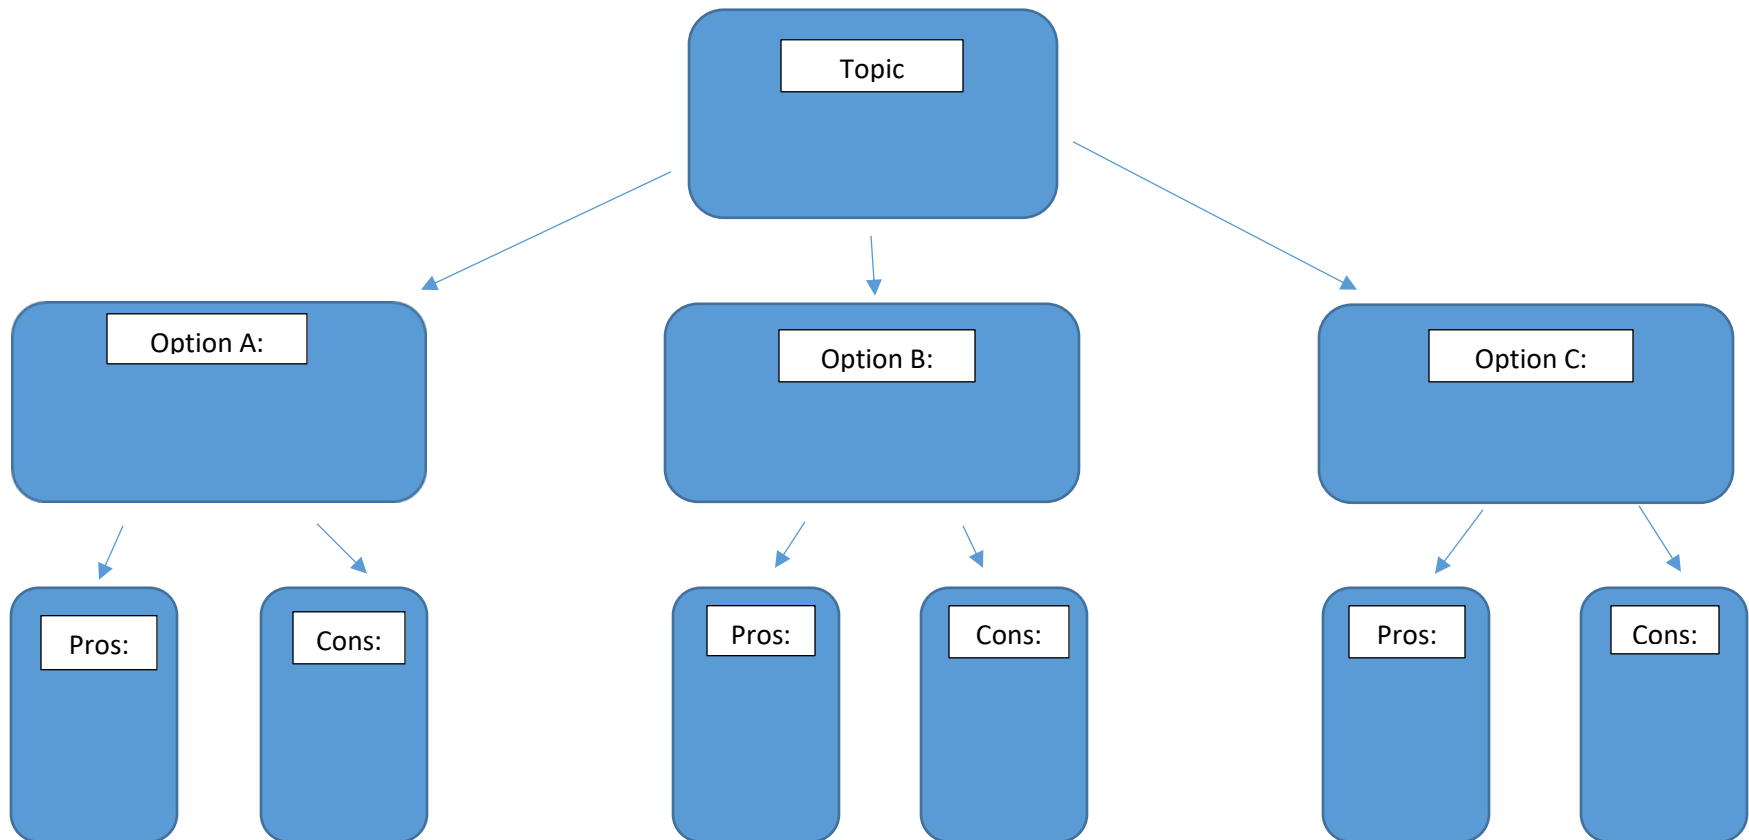 Topic
Option A:
Option B:
Option C:
Pros:
Cons:
Pros:
Cons:
Pros:
Cons: